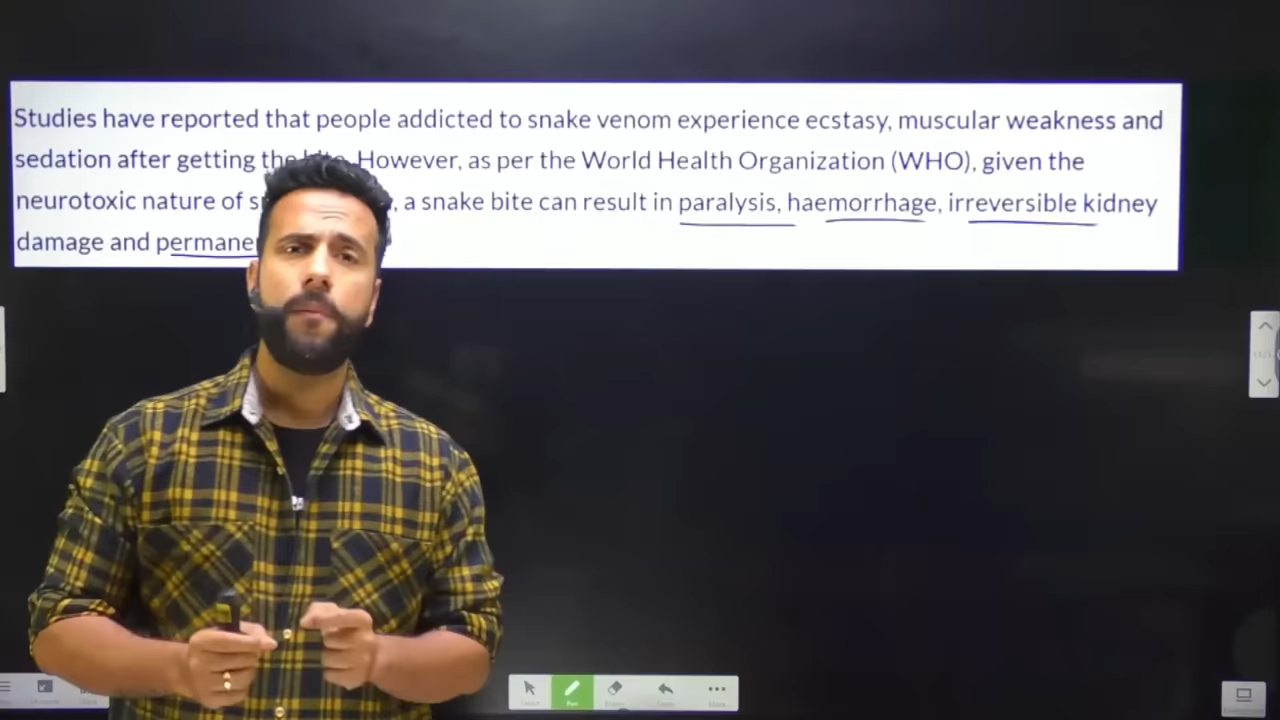 Studies have reported that people addicted to snake venom experience ecstasy, muscular weakness and
sedation after getting the However, as per the World Health Organization (WHO), given the
neurotoxic nature of , a snake bite can result in paralysis, haemorrhage, irreversible kidney
damage and
Pen